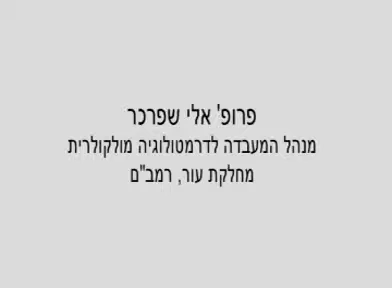 פרופ' אלי שפרכר
מנהל המעבדה לדרמטולוגיה מולקולרית
מחלקת עור, רמב"ם